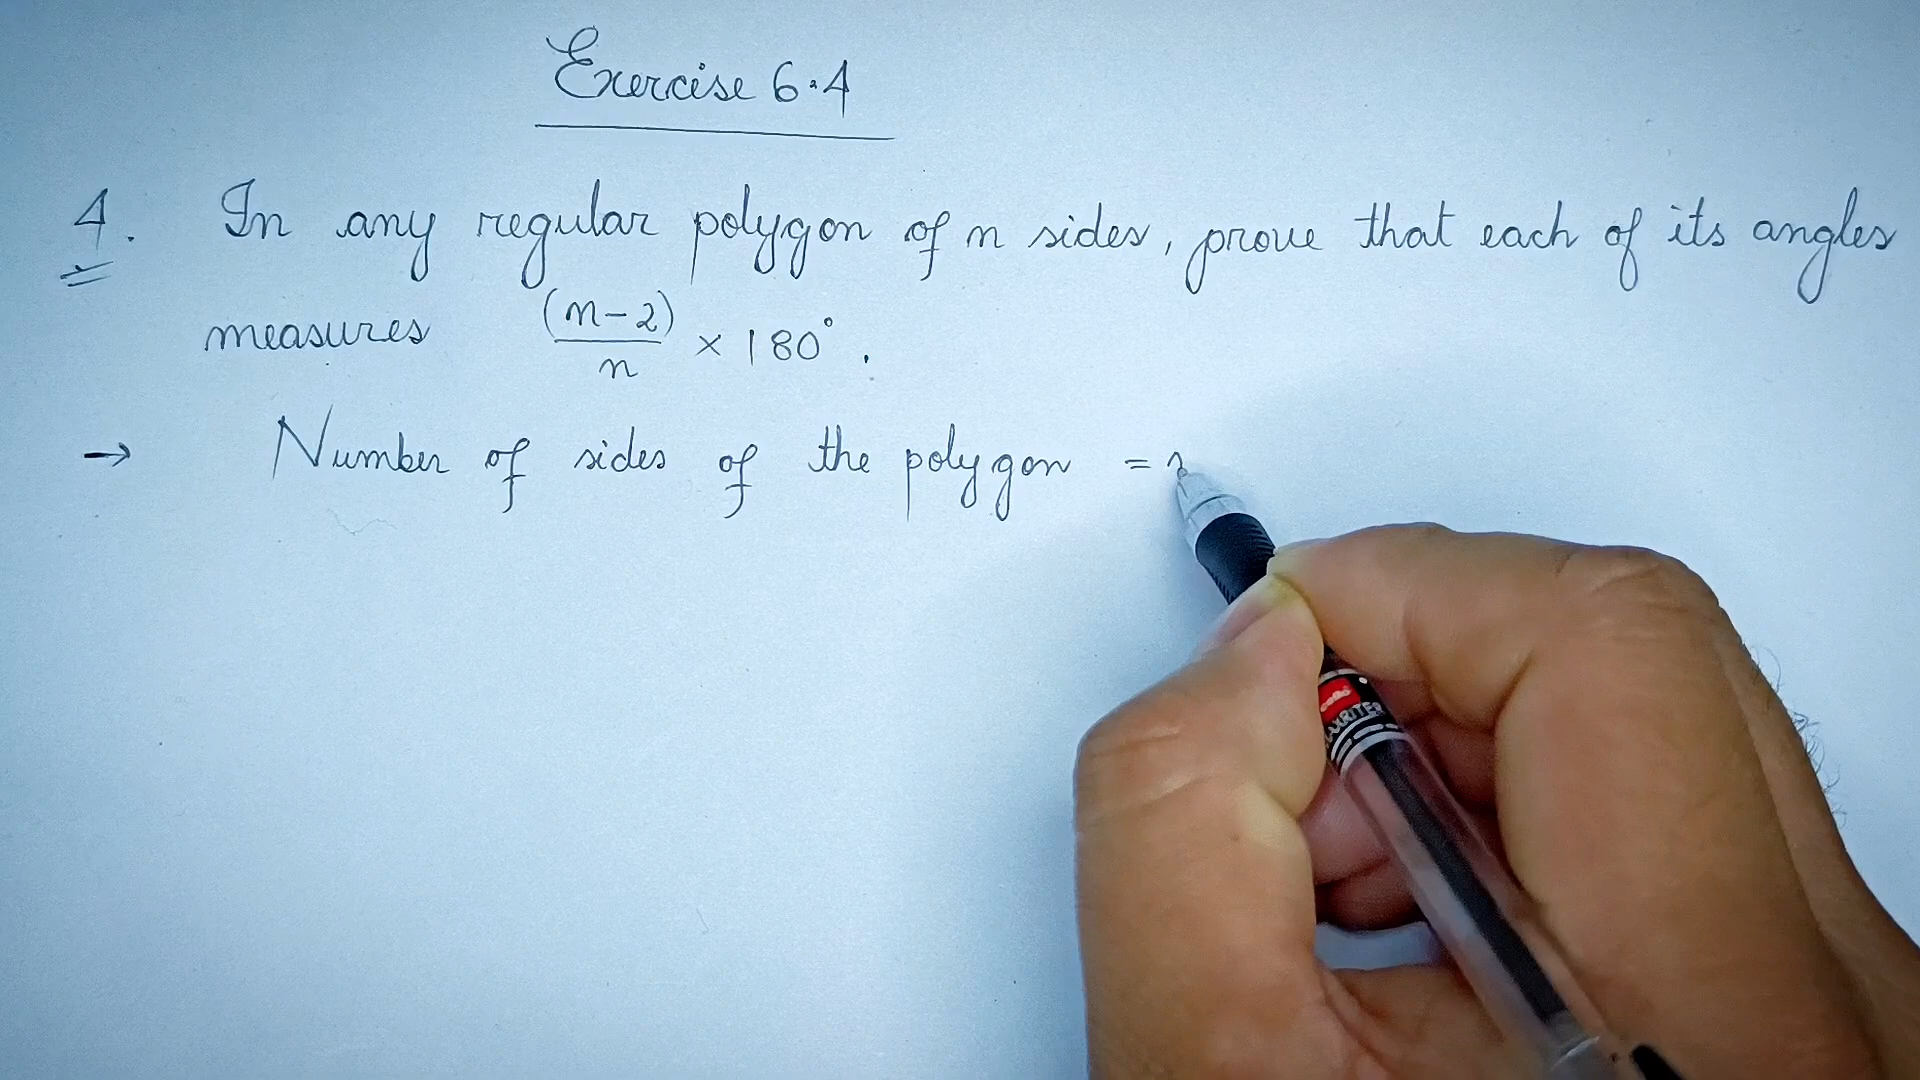 Exercise 6.4
4. In any regular polygon of n sides, prove that each of its angles
measures (n-2)/n × 180°.
→ Number of sides of the polygon =
cello